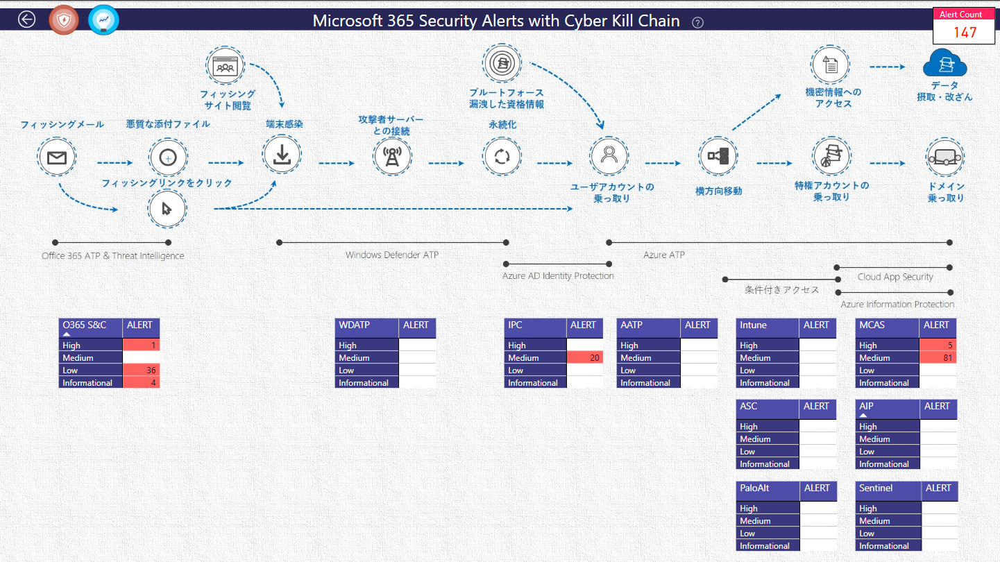 Microsoft 365 Security Alerts with Cyber Kill Chain
?
Alert Count
147
フィッシング
サイト閲覧
ブルートフォース
漏洩した資格情報
機密情報への
アクセス
データ
摂取・改ざん
フィッシングメール
悪質な添付ファイル
端末感染
攻撃者サーバー
との接続
永続化
フィッシングリンクをクリック
ユーザアカウントの
乗っ取り
横方向移動
特権アカウントの
乗っ取り
ドメイン
乗っ取り
Office 365 ATP & Threat Intelligence
Windows Defender ATP
Azure ATP
Azure AD Identity Protection
Cloud App Security
条件付きアクセス
Azure Information Protection
O365 S&C ALERT
High 1
Medium
Low 36
Informational 4
WDATP ALERT
High
Medium
Low
Informational
IPC ALERT
High
Medium 20
Low
Informational
AATP ALERT
High
Medium
Low
Informational
Intune ALERT
High
Medium
Low
Informational
MCAS ALERT
High 5
Medium 81
Low
Informational
ASC ALERT
High
Medium
Low
Informational
AIP ALERT
High
Medium
Low
Informational
PaloAlt ALERT
High
Medium
Low
Informational
Sentinel ALERT
High
Medium
Low
Informational